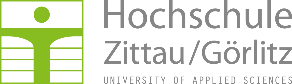 Hochschule
Zittau/Görlitz
UNIVERSITY OF APPLIED SCIENCES